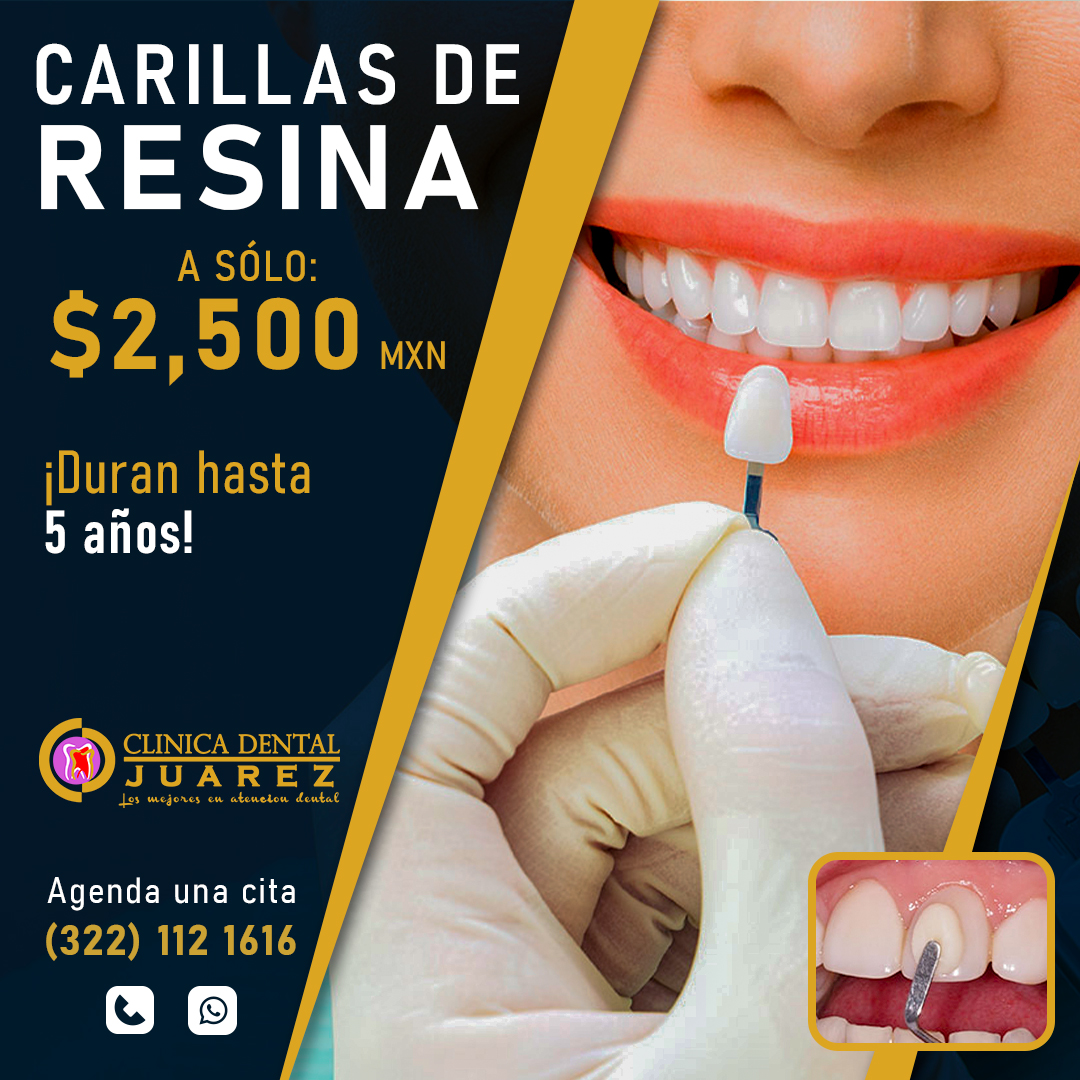 CARILLAS DE
RESINA
A SÓLO:
$2,500 MXN
¡Duran hasta
5 años!
CLINICA DENTAL
JUAREZ
Los mejores en atencion dental
Agenda una cita
(322) 112 1616